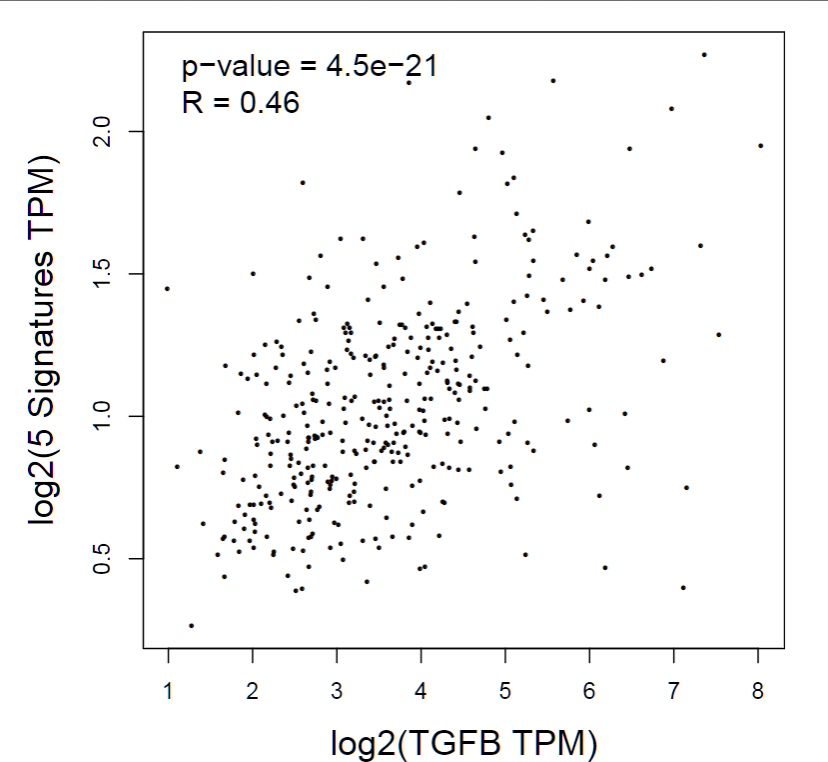 p−value = 4.5e−21
R = 0.46
log2(5 Signatures TPM)
2.0
1.5
1.0
0.5
1 2 3 4 5 6 7 8
log2(TGFB TPM)